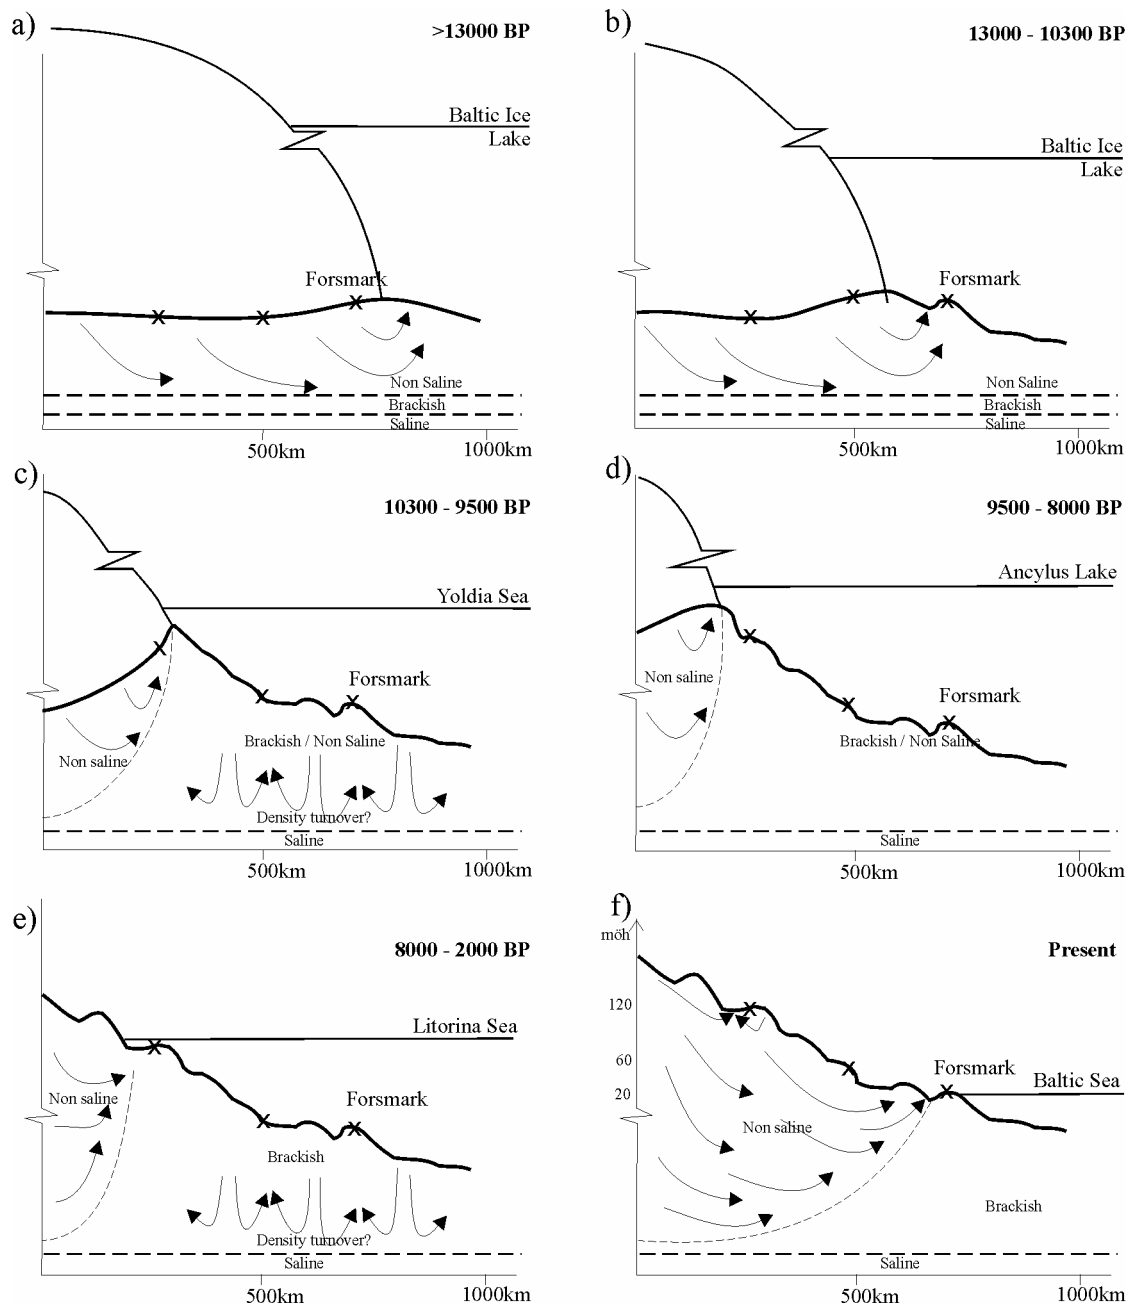 a)
>13000 BP
Baltic Ice
Lake
Forsmark
X
X
X
Non Saline
Brackish
Saline
500km
1000km
b)
13000 - 10300 BP
Baltic Ice
Lake
Forsmark
X
X
X
Non Saline
Brackish
Saline
500km
1000km
c)
10300 - 9500 BP
Yoldia Sea
X
Forsmark
X
X
Brackish / Non Saline
Non saline
Density turnover?
Saline
500km
1000km
d)
9500 - 8000 BP
Ancylus Lake
X
Non saline
Forsmark
X
X
Brackish / Non Saline
Saline
500km
1000km
e)
8000 - 2000 BP
Litorina Sea
X
Non saline
Forsmark
X
X
Brackish
Density turnover?
Saline
500km
1000km
f)
möh
Present
120
X
60
X
Forsmark
Baltic Sea
20
X
Non saline
Brackish
Saline
500km
1000km